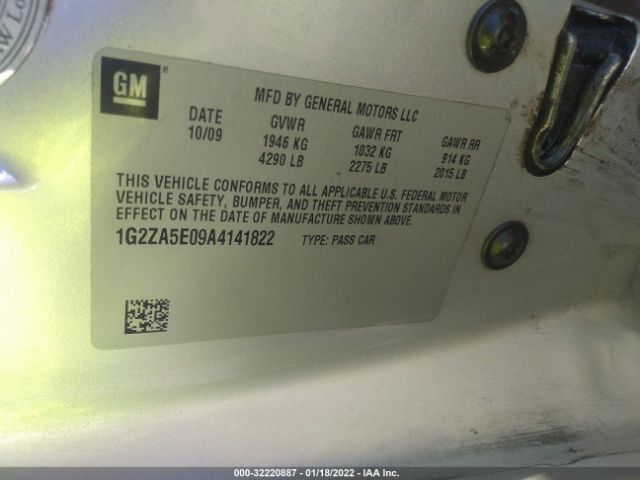 GM®
MFD BY GENERAL MOTORS LLC
DATE GVWR GAWR FRT GAWR RR
10/09 1946 KG 1032 KG 914 KG
4290 LB 2275 LB 2015 LB
THIS VEHICLE CONFORMS TO ALL APPLICABLE U.S. FEDERAL MOTOR
VEHICLE SAFETY, BUMPER, AND THEFT PREVENTION STANDARDS IN
EFFECT ON THE DATE OF MANUFACTURE SHOWN ABOVE.
1G2ZA5E09A4141822 TYPE: PASS CAR
000-32220887 - 01/18/2022 - IAA Inc.